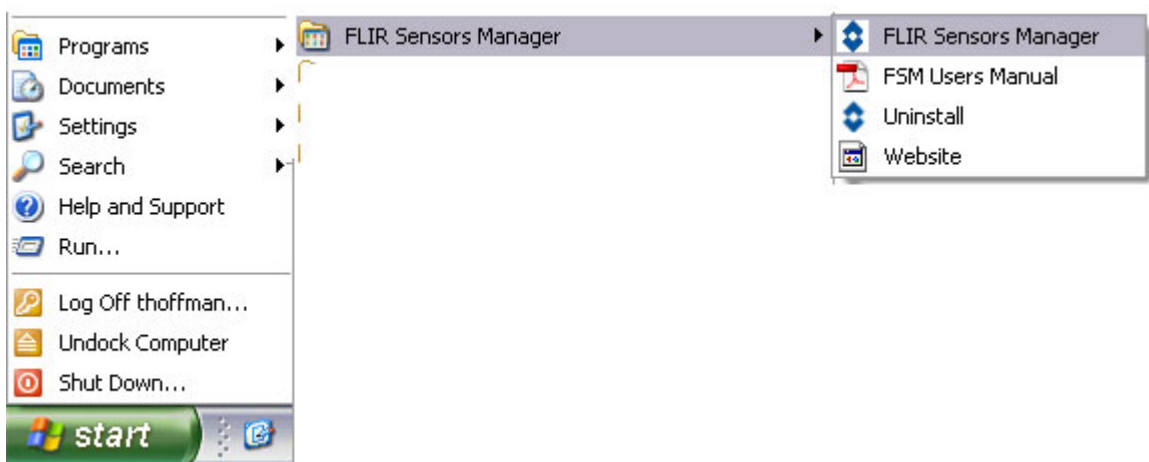 Programs
Documents
Settings
Search
Help and Support
Run...
Log Off thoffman...
Undock Computer
Shut Down...
start
FLIR Sensors Manager
FLIR Sensors Manager
FSM Users Manual
Uninstall
Website